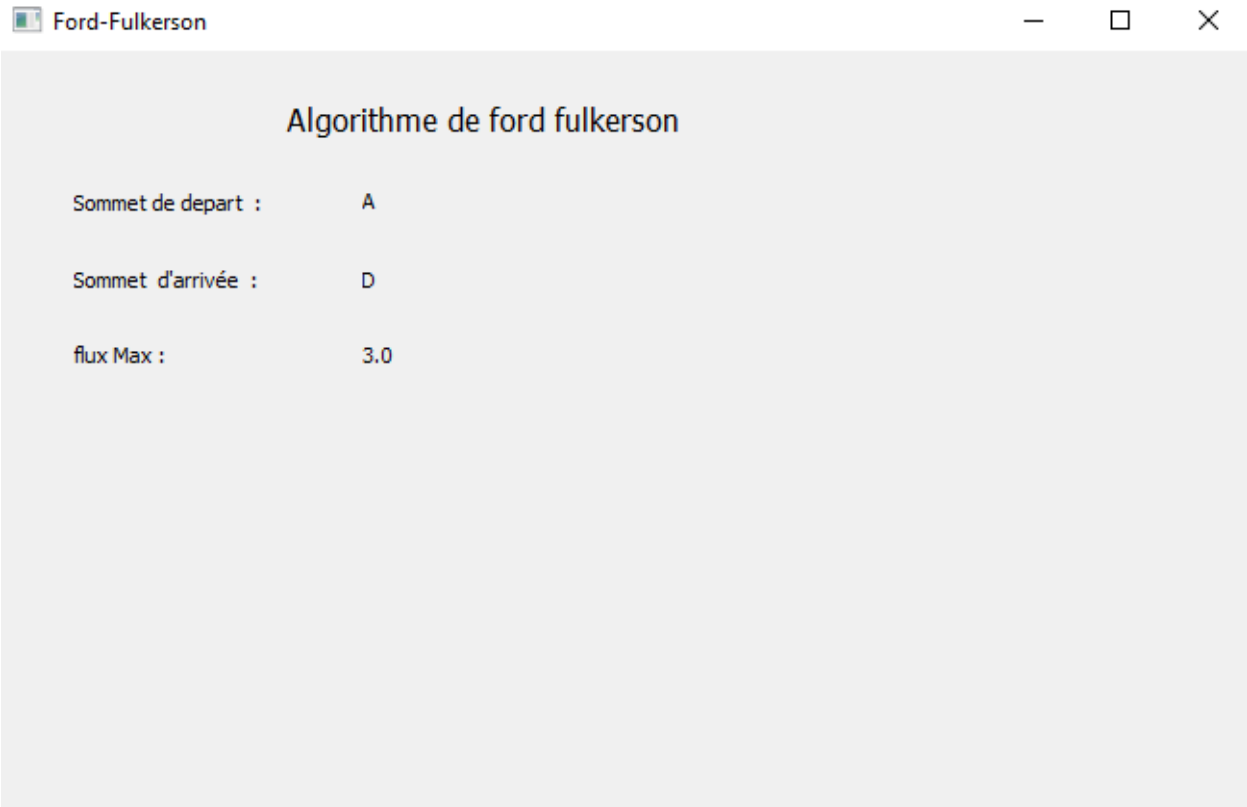 Ford-Fulkerson
Algorithme de ford fulkerson
Sommet de depart : A
Sommet d'arrivée : D
flux Max : 3.0